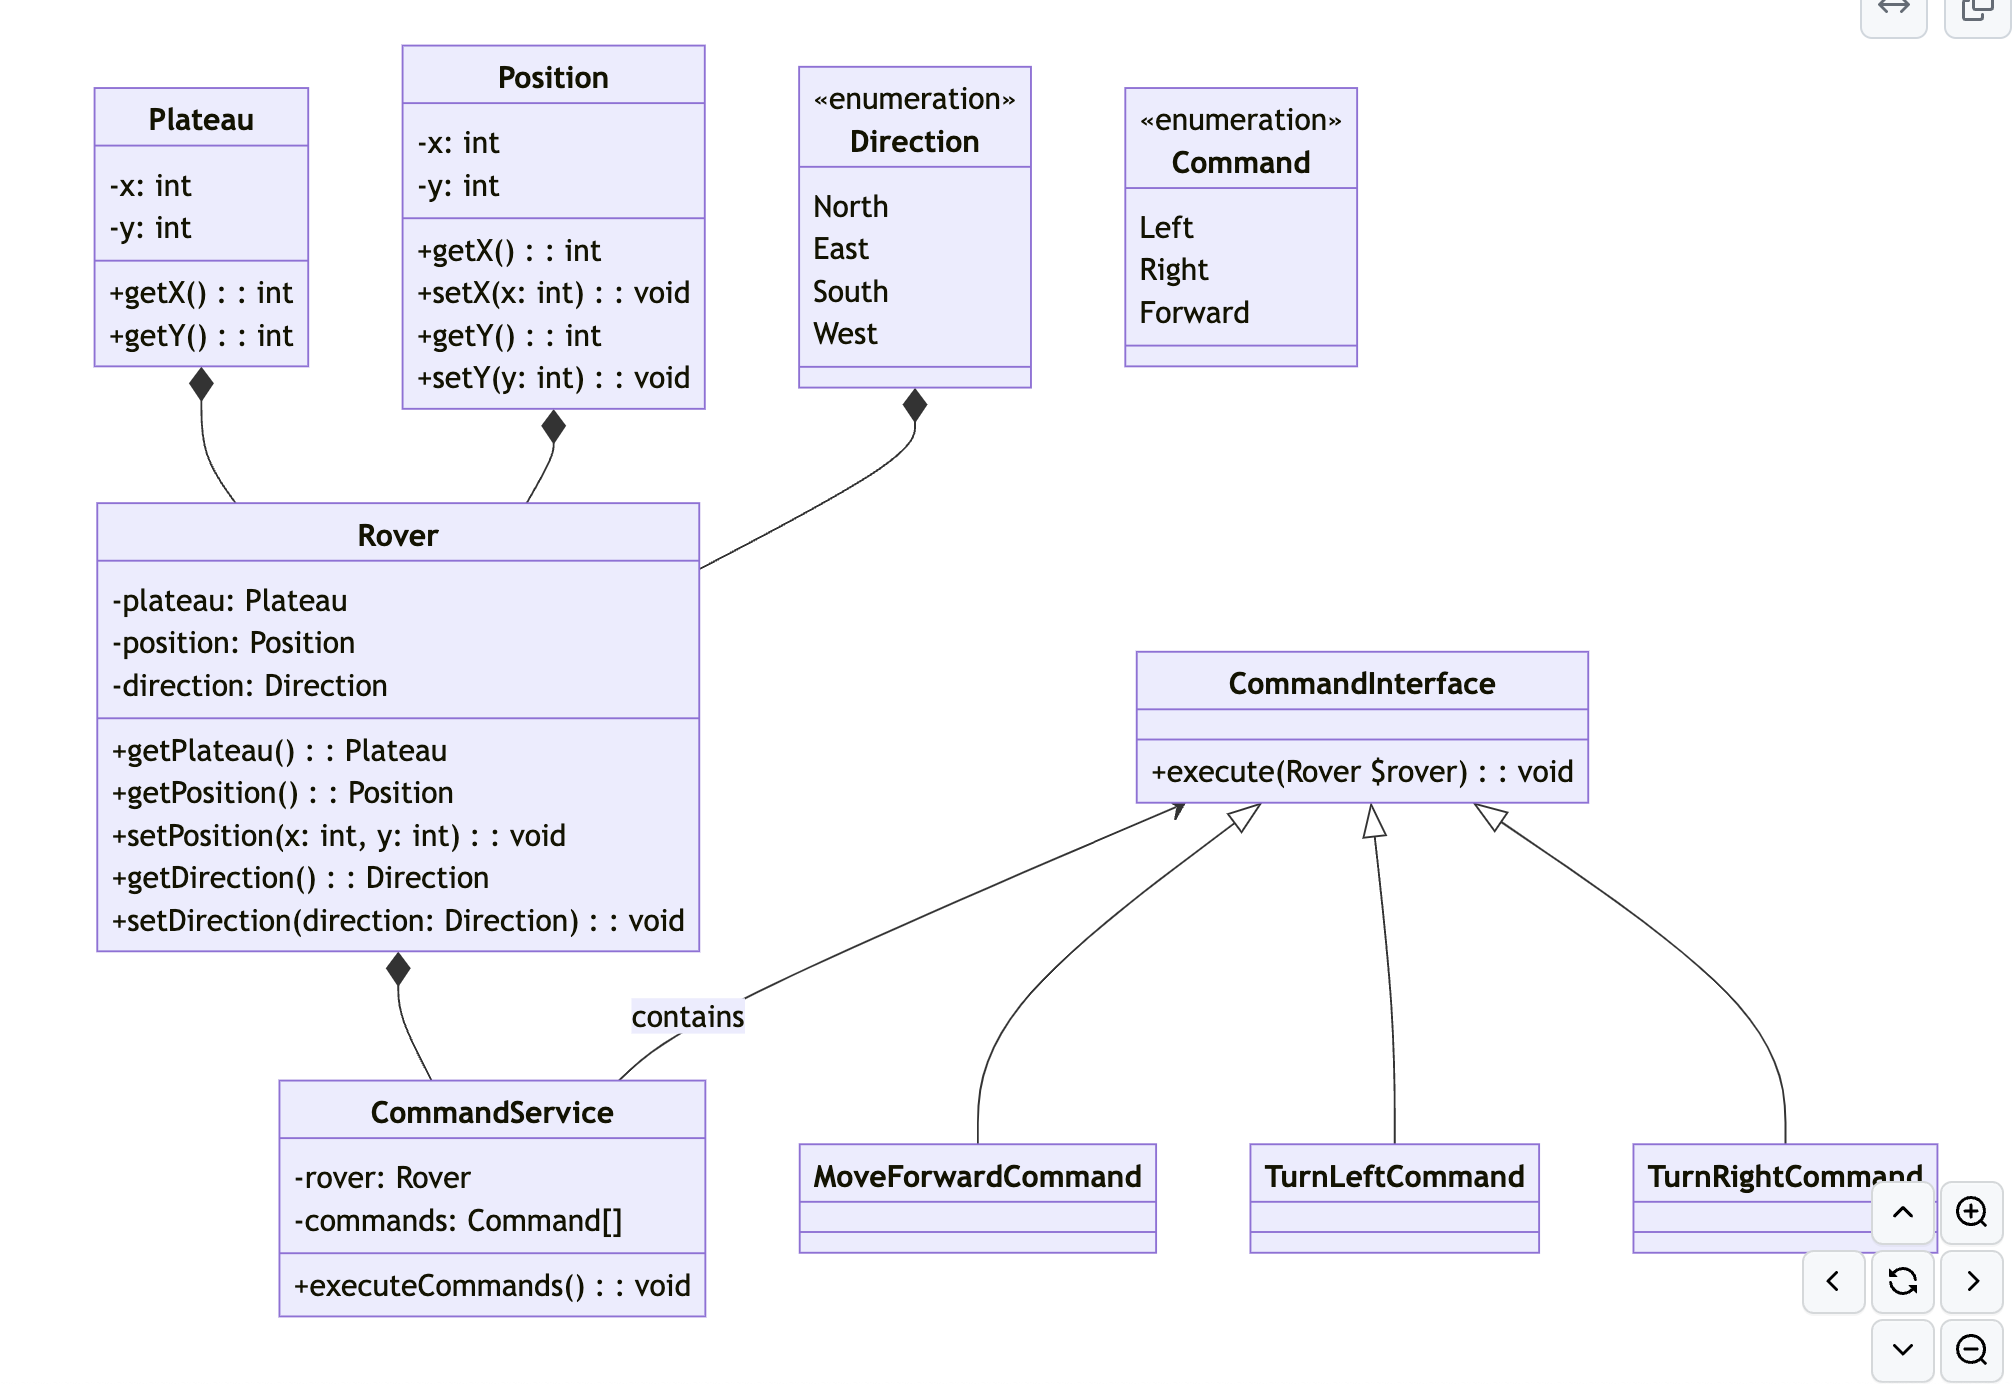 Plateau
-x: int
-y: int
+getX() : : int
+getY() : : int
Position
-x: int
-y: int
+getX() : : int
+setX(x: int) : : void
+getY() : : int
+setY(y: int) : : void
«enumeration»
Direction
North
East
South
West
«enumeration»
Command
Left
Right
Forward
Rover
-plateau: Plateau
-position: Position
-direction: Direction
+getPlateau() : : Plateau
+getPosition() : : Position
+setPosition(x: int, y: int) : : void
+getDirection() : : Direction
+setDirection(direction: Direction) : : void
CommandInterface
+execute(Rover $rover) : : void
contains
CommandService
-rover: Rover
-commands: Command[]
+executeCommands() : : void
MoveForwardCommand
TurnLeftCommand
TurnRightCommand